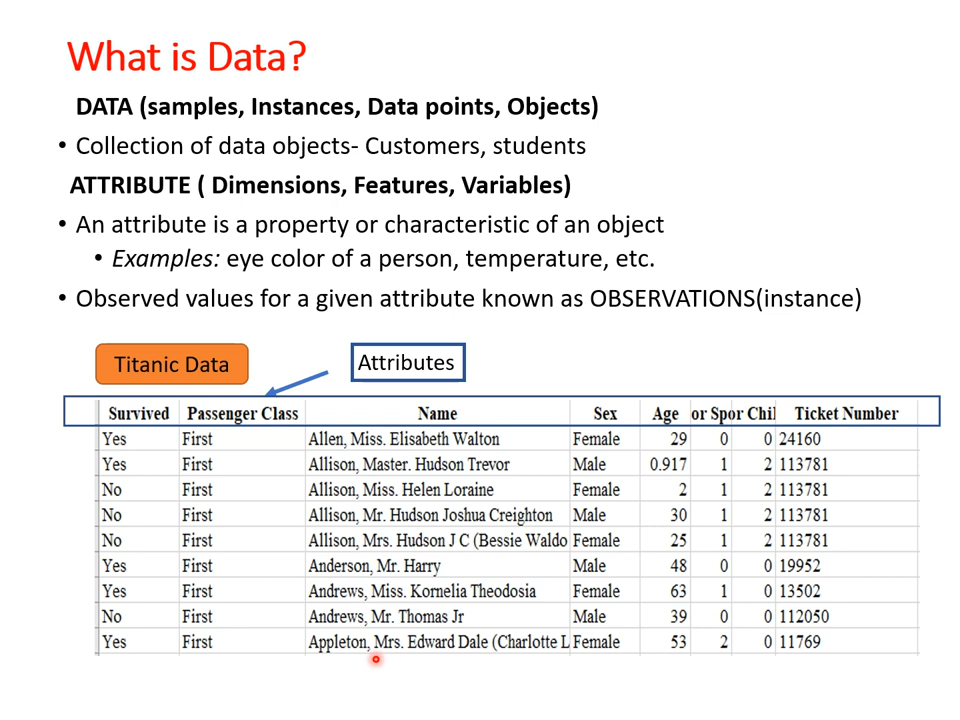 What is Data?
DATA (samples, Instances, Data points, Objects)
• Collection of data objects- Customers, students
ATTRIBUTE ( Dimensions, Features, Variables)
• An attribute is a property or characteristic of an object
• Examples: eye color of a person, temperature, etc.
• Observed values for a given attribute known as OBSERVATIONS(instance)
Titanic Data
Attributes
Survived Passenger Class Name Sex Age or Spo or Chil Ticket Number
Yes First Allen, Miss. Elisabeth Walton Female 29 0 0 24160
Yes First Allison, Master. Hudson Trevor Male 0.917 1 2 113781
No First Allison, Miss. Helen Loraine Female 2 1 2 113781
No First Allison, Mr. Hudson Joshua Creighton Male 30 1 2 113781
No First Allison, Mrs. Hudson J C (Bessie Waldo Female 25 1 2 113781
Yes First Anderson, Mr. Harry Male 48 0 0 19952
Yes First Andrews, Miss. Kornelia Theodosia Female 63 1 0 13502
No First Andrews, Mr. Thomas Jr Male 39 0 0 112050
Yes First Appleton, Mrs. Edward Dale (Charlotte L Female 53 2 0 11769